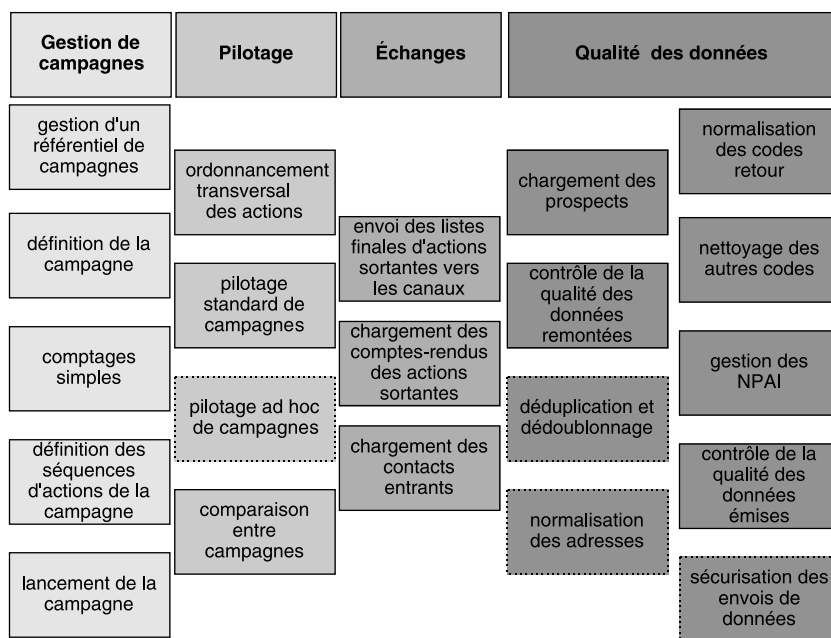 Gestion de
campagnes
Pilotage
Échanges
Qualité des données
gestion d'un
référentiel de
campagnes
définition de la
campagne
comptages
simples
définition des
séquences
d'actions de la
campagne
lancement de la
campagne
ordonnancement
transversal
des actions
pilotage
standard de
campagnes
pilotage ad hoc
de campagnes
comparaison
entre
campagnes
envoi des listes
finales d'actions
sortantes vers
les canaux
chargement des
comptes-rendus
des actions
sortantes
chargement des
contacts
entrants
chargement des
prospects
contrôle de la
qualité des
données
remontées
déduplication et
dédoublonnage
normalisation
des adresses
normalisation
des codes
retour
nettoyage des
autres codes
gestion des
NPAI
contrôle de la
qualité des
données
émises
sécurisation des
envois de
données